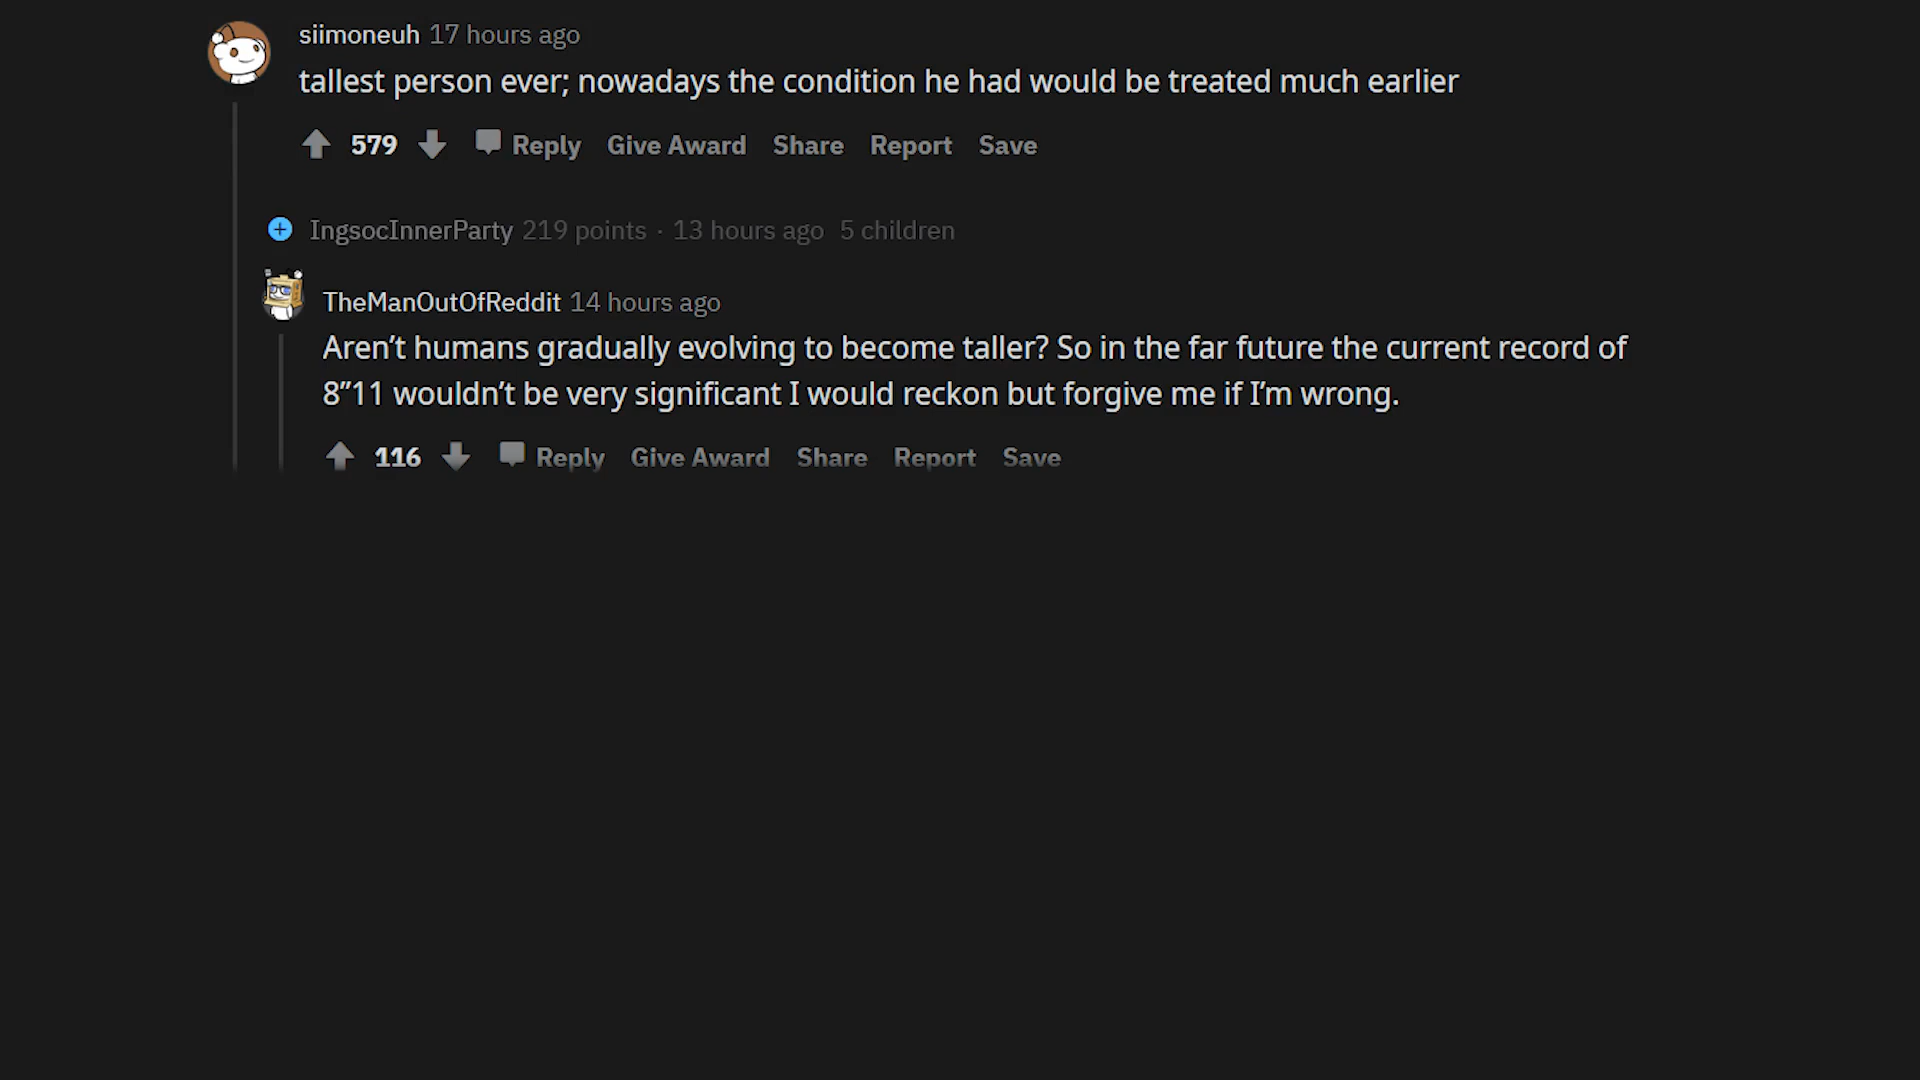 siimoneuh 17 hours ago
tallest person ever; nowadays the condition he had would be treated much earlier
579 Reply Give Award Share Report Save
IngsocInnerParty 219 points · 13 hours ago 5 children
TheManOutOfReddit 14 hours ago
Aren’t humans gradually evolving to become taller? So in the far future the current record of
8”11 wouldn’t be very significant I would reckon but forgive me if I’m wrong.
116 Reply Give Award Share Report Save